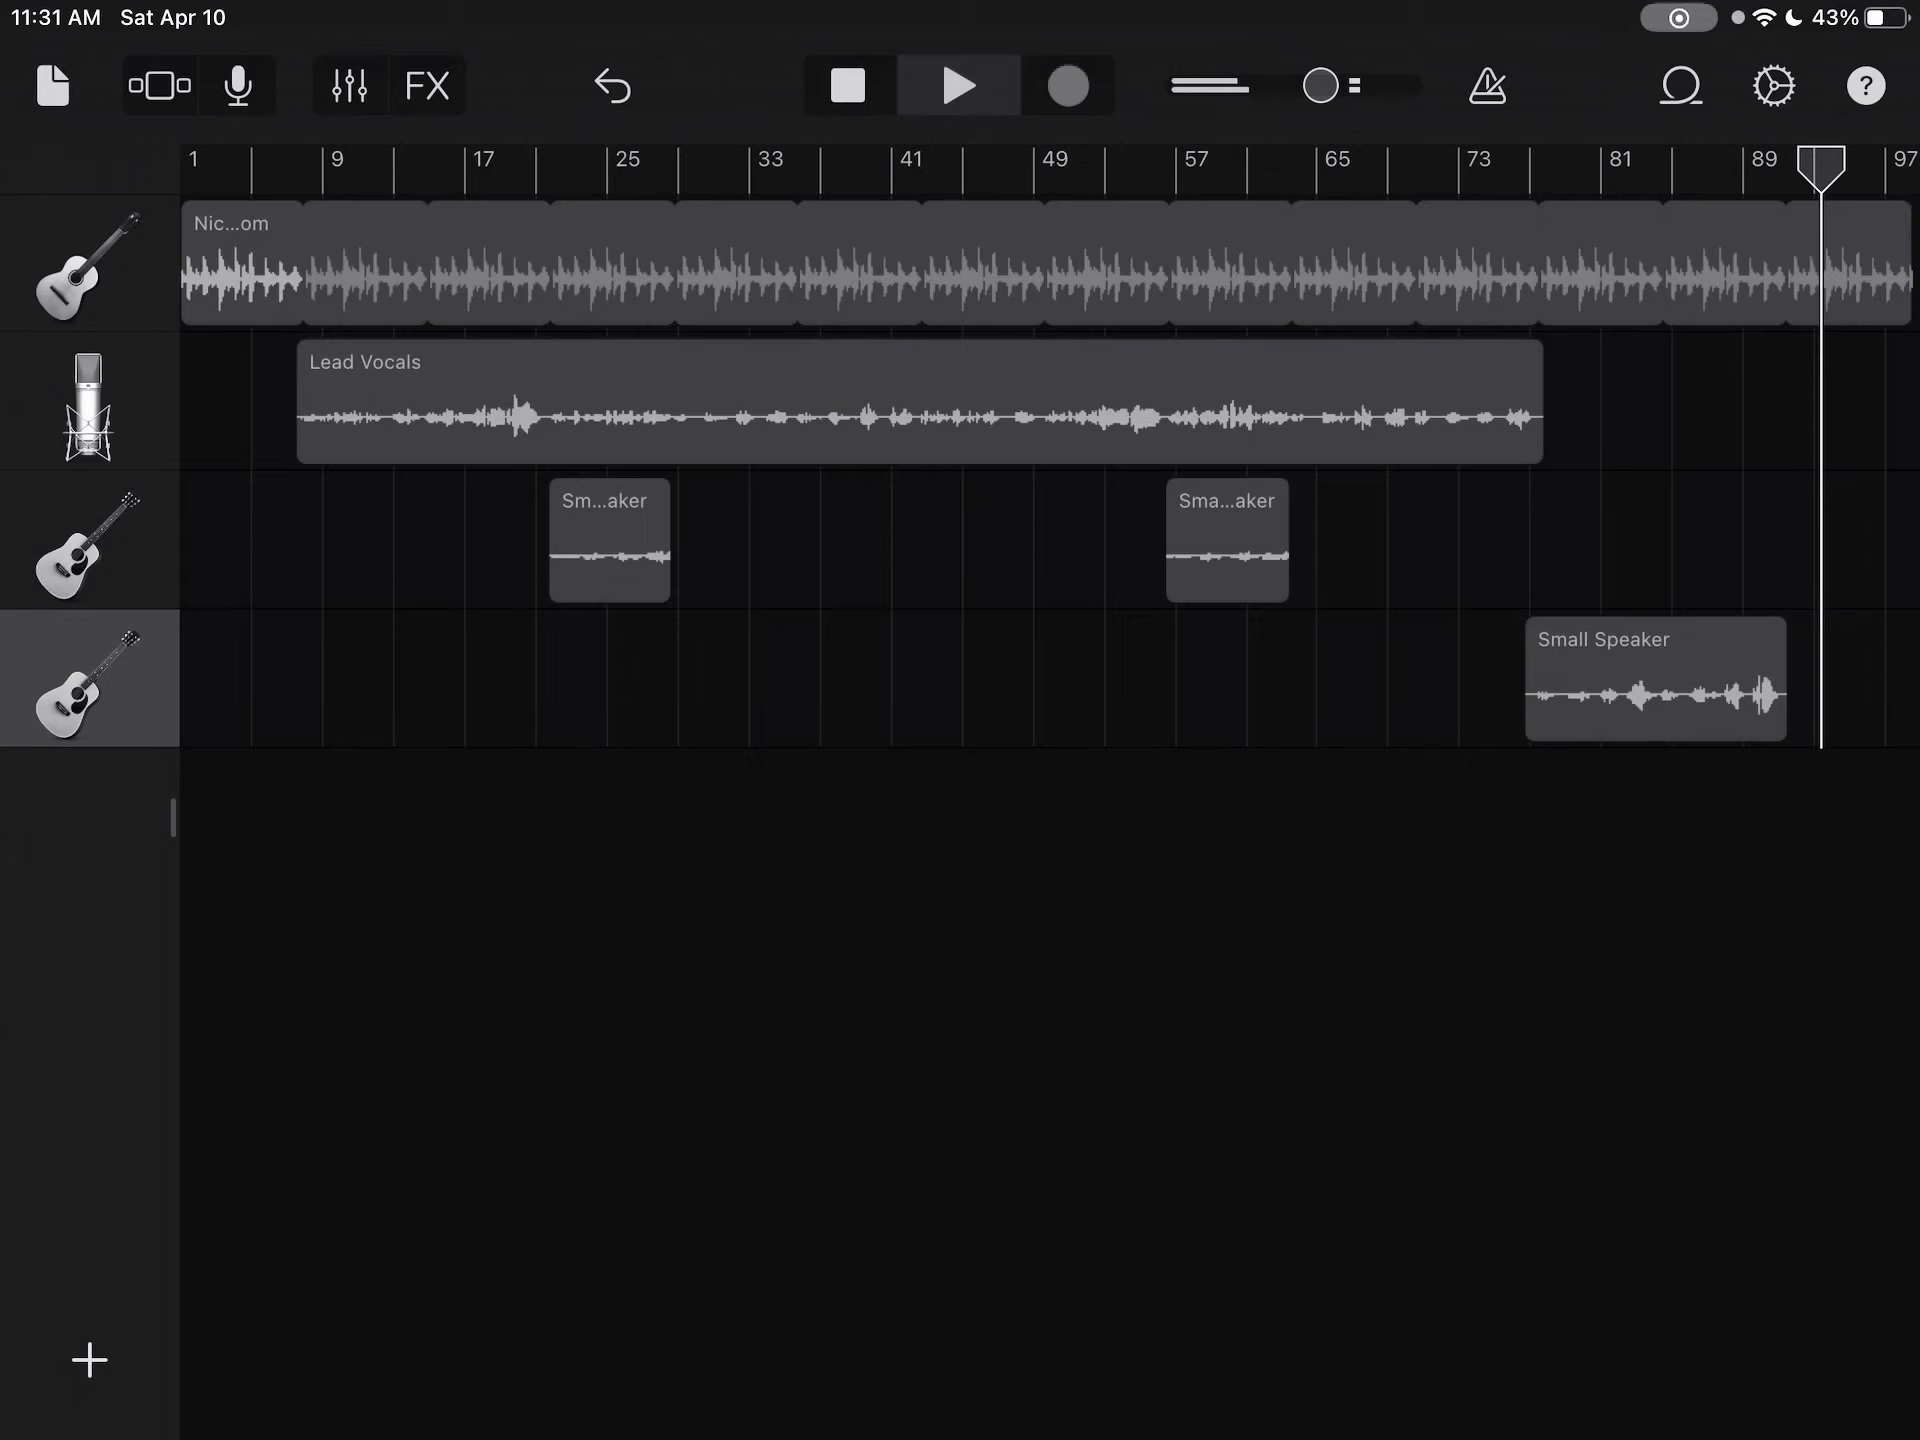 11:31 AM Sat Apr 10 43%
FX ?
1 9 17 25 33 41 49 57 65 73 81 89 97
Nic...om
Lead Vocals
Sm...aker Sma...aker
Small Speaker